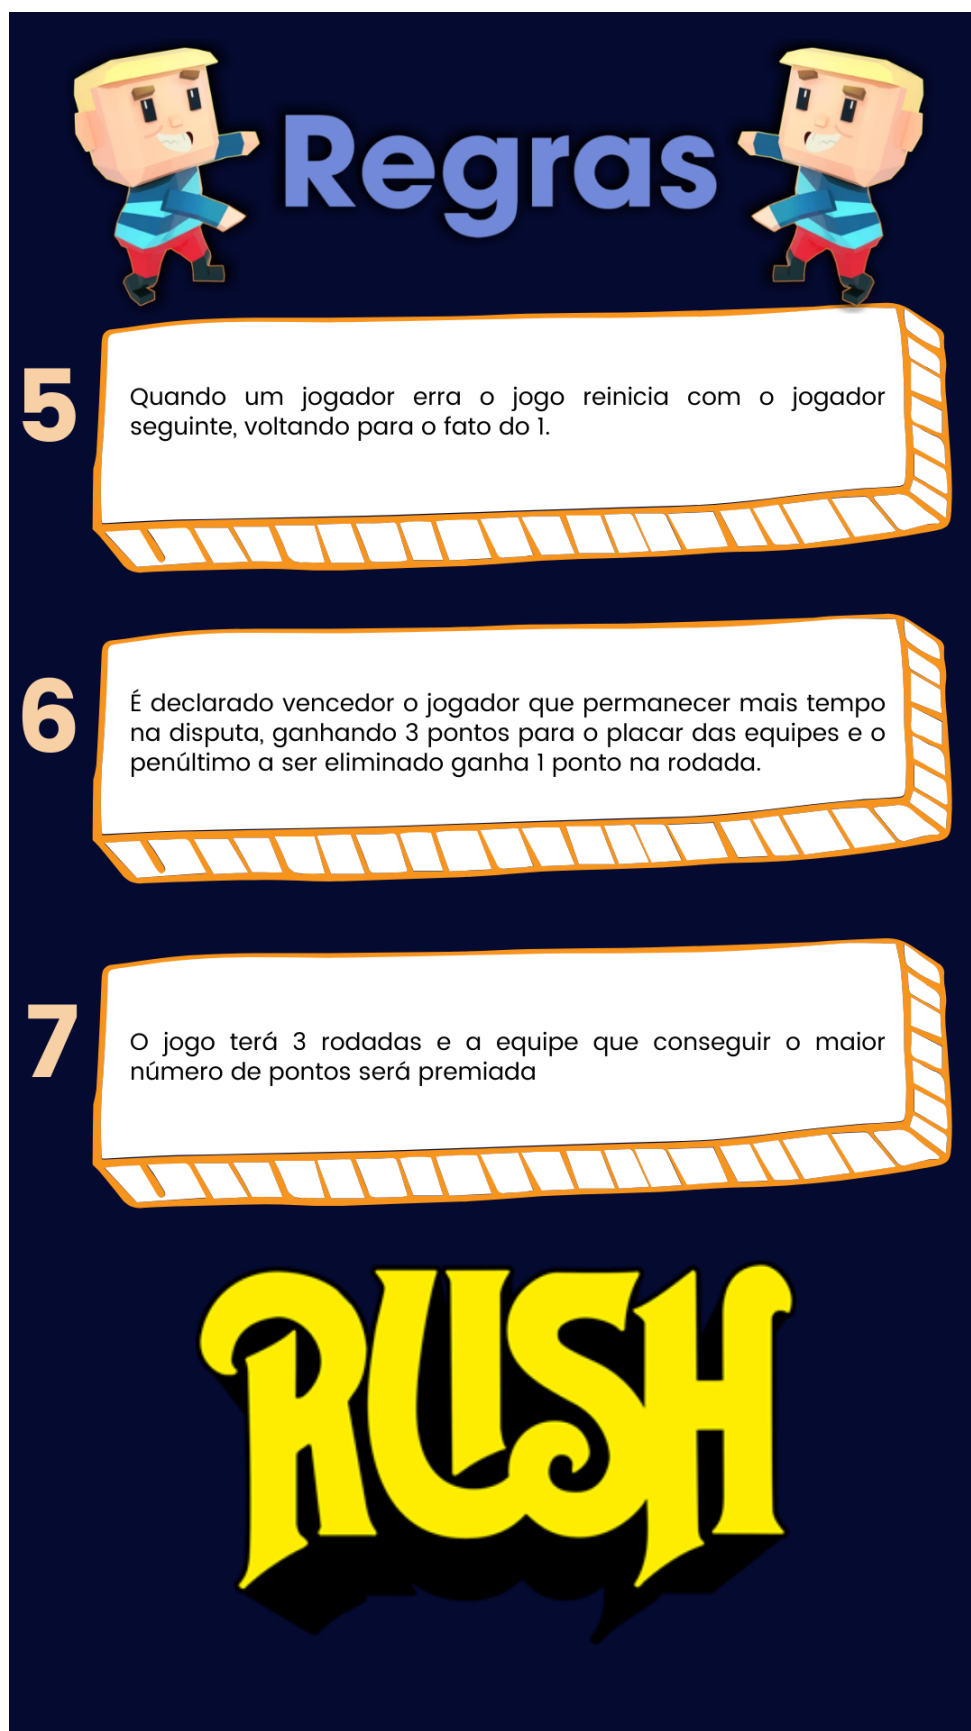 Regras
5
Quando um jogador erra o jogo reinicia com o jogador
seguinte, voltando para o fato do 1.
6
É declarado vencedor o jogador que permanecer mais tempo
na disputa, ganhando 3 pontos para o placar das equipes e o
penúltimo a ser eliminado ganha 1 ponto na rodada.
7
O jogo terá 3 rodadas e a equipe que conseguir o maior
número de pontos será premiada
RUSH